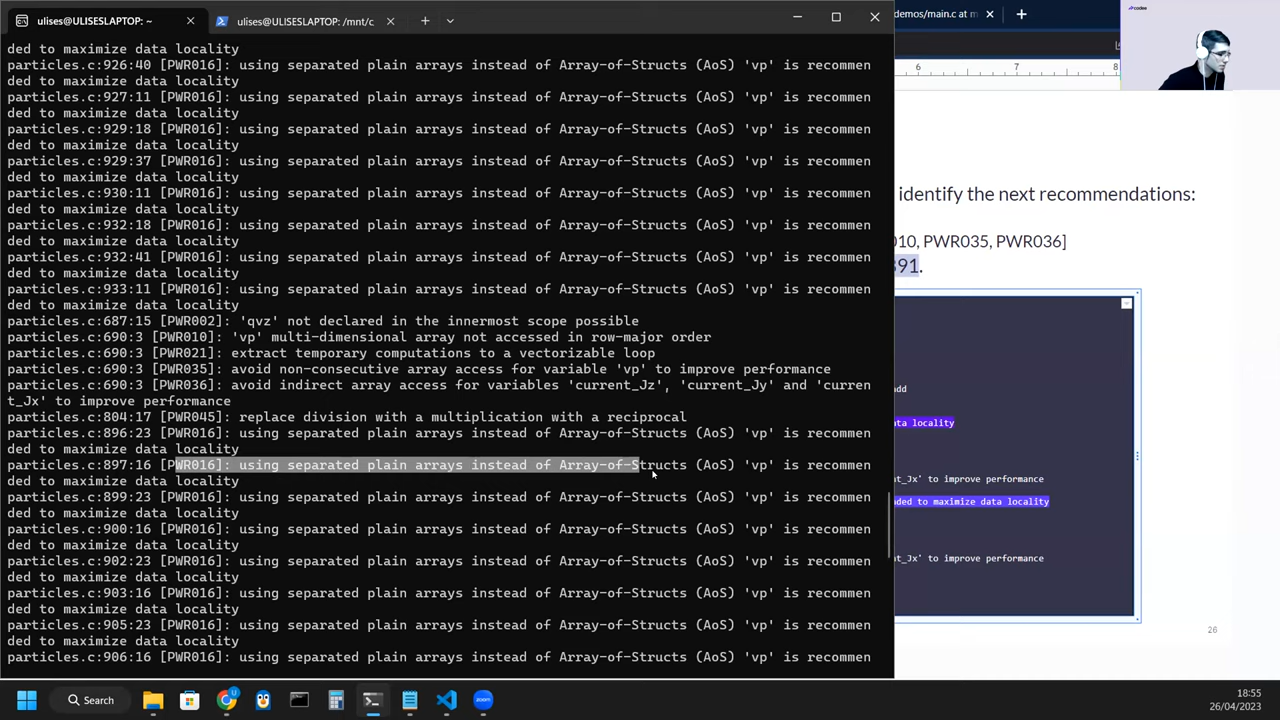 ulises@ULISESLAPTOP: ~
ulises@ULISESLAPTOP: /mnt/c
demos/main.c at m
codee
ded to maximize data locality
particles.c:926:40 [PWR016]: using separated plain arrays instead of Array-of-Structs (AoS) 'vp' is recommen
ded to maximize data locality
particles.c:927:11 [PWR016]: using separated plain arrays instead of Array-of-Structs (AoS) 'vp' is recommen
ded to maximize data locality
particles.c:929:18 [PWR016]: using separated plain arrays instead of Array-of-Structs (AoS) 'vp' is recommen
ded to maximize data locality
particles.c:929:37 [PWR016]: using separated plain arrays instead of Array-of-Structs (AoS) 'vp' is recommen
ded to maximize data locality
particles.c:930:11 [PWR016]: using separated plain arrays instead of Array-of-Structs (AoS) 'vp' is recommen
ded to maximize data locality
particles.c:932:18 [PWR016]: using separated plain arrays instead of Array-of-Structs (AoS) 'vp' is recommen
ded to maximize data locality
particles.c:932:41 [PWR016]: using separated plain arrays instead of Array-of-Structs (AoS) 'vp' is recommen
ded to maximize data locality
particles.c:933:11 [PWR016]: using separated plain arrays instead of Array-of-Structs (AoS) 'vp' is recommen
ded to maximize data locality
particles.c:687:15 [PWR002]: 'qvz' not declared in the innermost scope possible
particles.c:690:3 [PWR010]: 'vp' multi-dimensional array not accessed in row-major order
particles.c:690:3 [PWR021]: extract temporary computations to a vectorizable loop
particles.c:690:3 [PWR035]: avoid non-consecutive array access for variable 'vp' to improve performance
particles.c:690:3 [PWR036]: avoid indirect array access for variables 'current_Jz', 'current_Jy' and 'curren
t_Jx' to improve performance
particles.c:804:17 [PWR045]: replace division with a multiplication with a reciprocal
particles.c:896:23 [PWR016]: using separated plain arrays instead of Array-of-Structs (AoS) 'vp' is recommen
ded to maximize data locality
particles.c:897:16 [PWR016]: using separated plain arrays instead of Array-of-Structs (AoS) 'vp' is recommen
ded to maximize data locality
particles.c:899:23 [PWR016]: using separated plain arrays instead of Array-of-Structs (AoS) 'vp' is recommen
ded to maximize data locality
particles.c:900:16 [PWR016]: using separated plain arrays instead of Array-of-Structs (AoS) 'vp' is recommen
ded to maximize data locality
particles.c:902:23 [PWR016]: using separated plain arrays instead of Array-of-Structs (AoS) 'vp' is recommen
ded to maximize data locality
particles.c:903:16 [PWR016]: using separated plain arrays instead of Array-of-Structs (AoS) 'vp' is recommen
ded to maximize data locality
particles.c:905:23 [PWR016]: using separated plain arrays instead of Array-of-Structs (AoS) 'vp' is recommen
ded to maximize data locality
particles.c:906:16 [PWR016]: using separated plain arrays instead of Array-of-Structs (AoS) 'vp' is recommen
6 7 8
identify the next recommendations:
010, PWR035, PWR036]
391.
add
ata locality
nt_Jx' to improve performance
nded to maximize data locality
nt_Jx' to improve performance
26
Search
zoom
18:55
26/04/2023